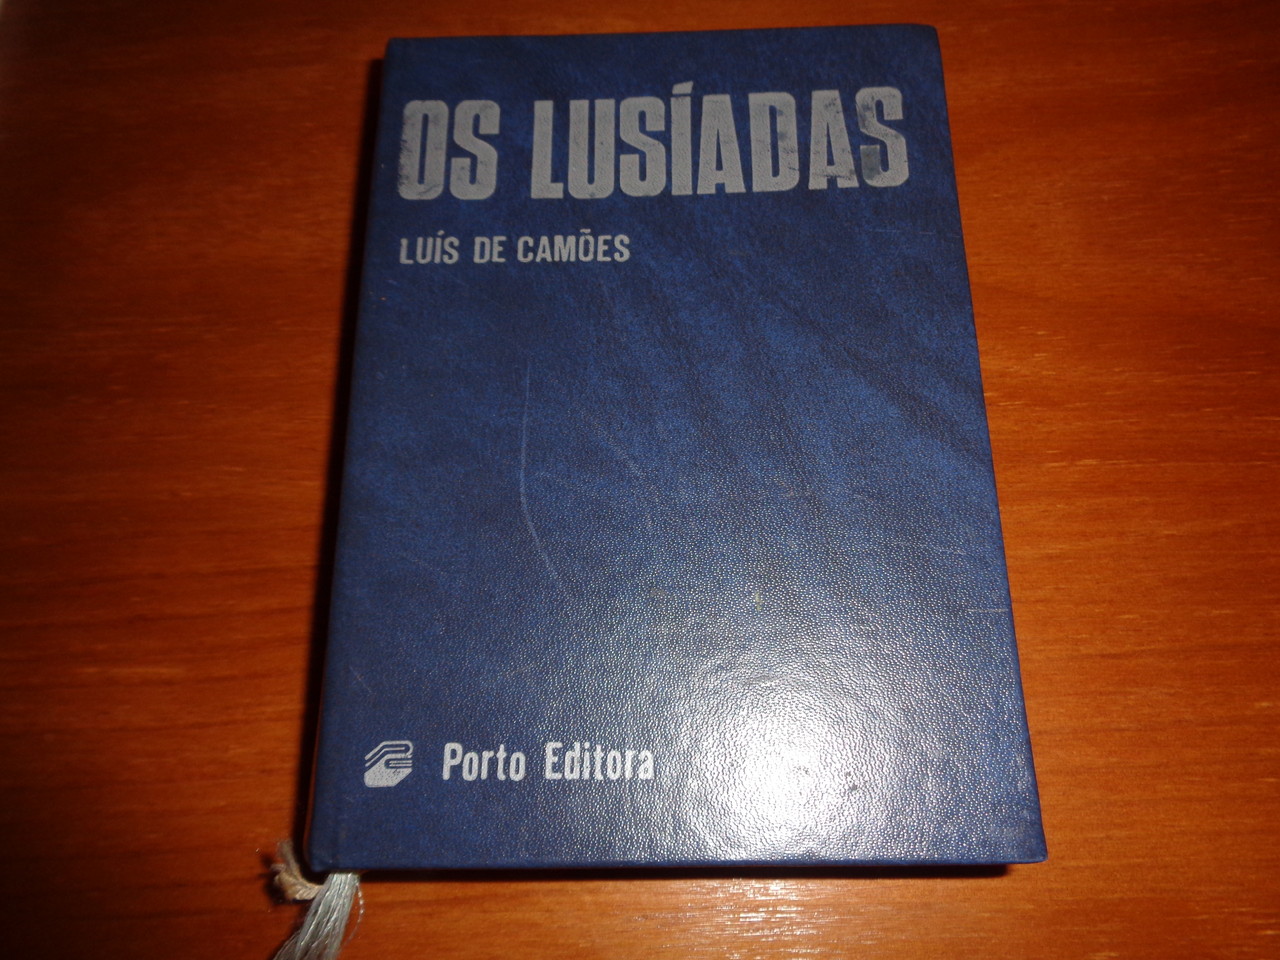 OS LUSÍADAS
LUÍS DE CAMÕES
Porto Editora